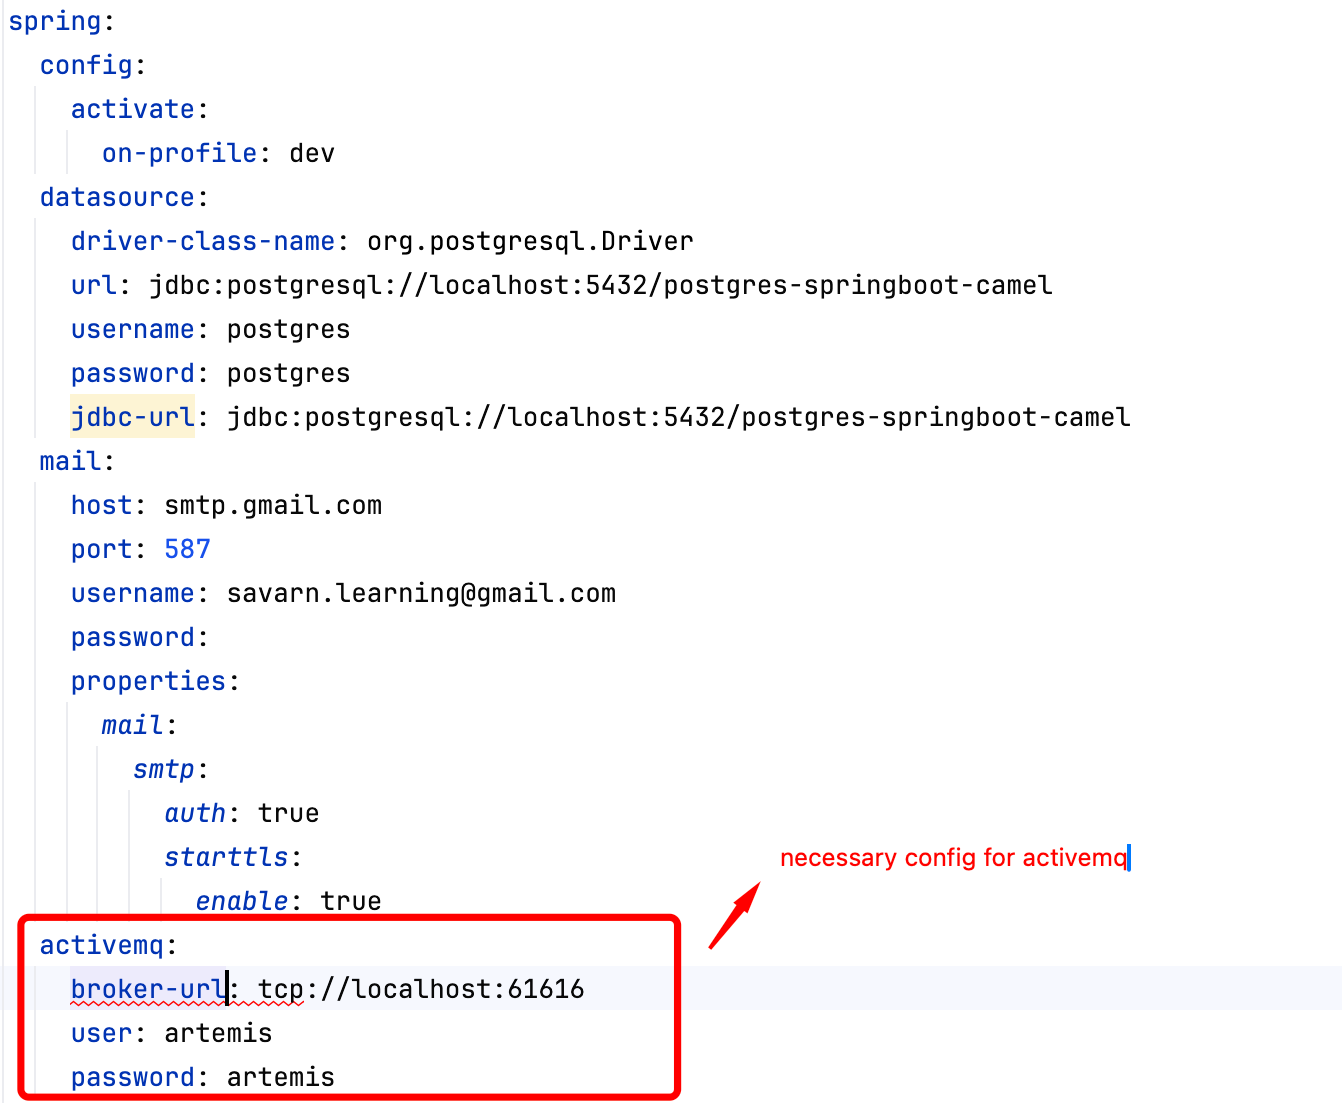 spring:
  config:
    activate:
      on-profile: dev
  datasource:
    driver-class-name: org.postgresql.Driver
    url: jdbc:postgresql://localhost:5432/postgres-springboot-camel
    username: postgres
    password: postgres
    jdbc-url: jdbc:postgresql://localhost:5432/postgres-springboot-camel
  mail:
    host: smtp.gmail.com
    port: 587
    username: savarn.learning@gmail.com
    password:
    properties:
      mail:
        smtp:
          auth: true
          starttls:
            enable: true
necessary config for activemq
  activemq:
    broker-url: tcp://localhost:61616
    user: artemis
    password: artemis